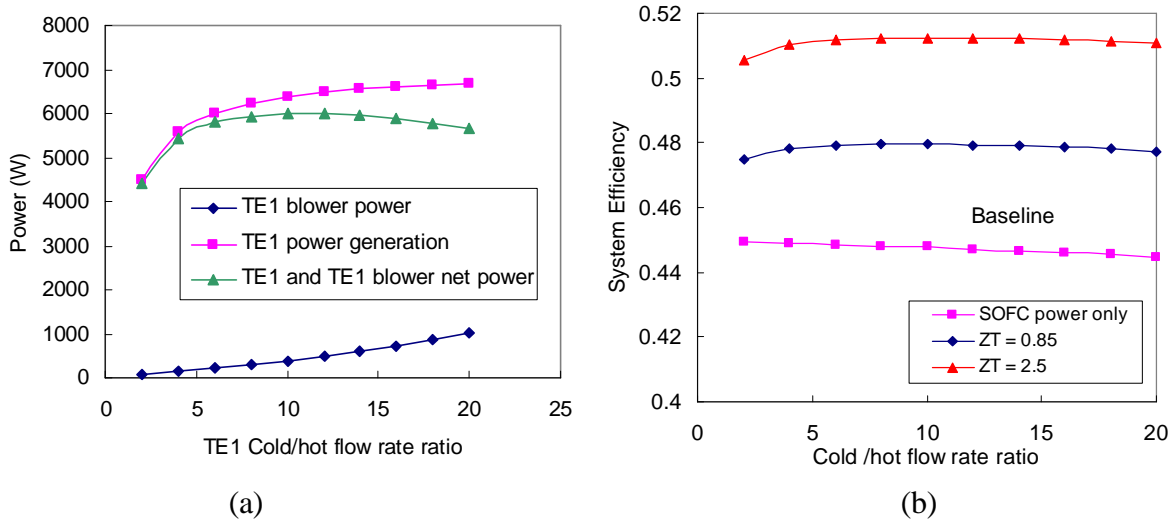 8000
7000
6000
5000
4000
3000
2000
1000
0
Power (W)
TE1 blower power
TE1 power generation
TE1 and TE1 blower net power
0 5 10 15 20 25
TE1 Cold/hot flow rate ratio
(a)
0.52
0.5
0.48
0.46
0.44
0.42
0.4
System Efficiency
Baseline
SOFC power only
ZT = 0.85
ZT = 2.5
0 5 10 15 20
Cold /hot flow rate ratio
(b)